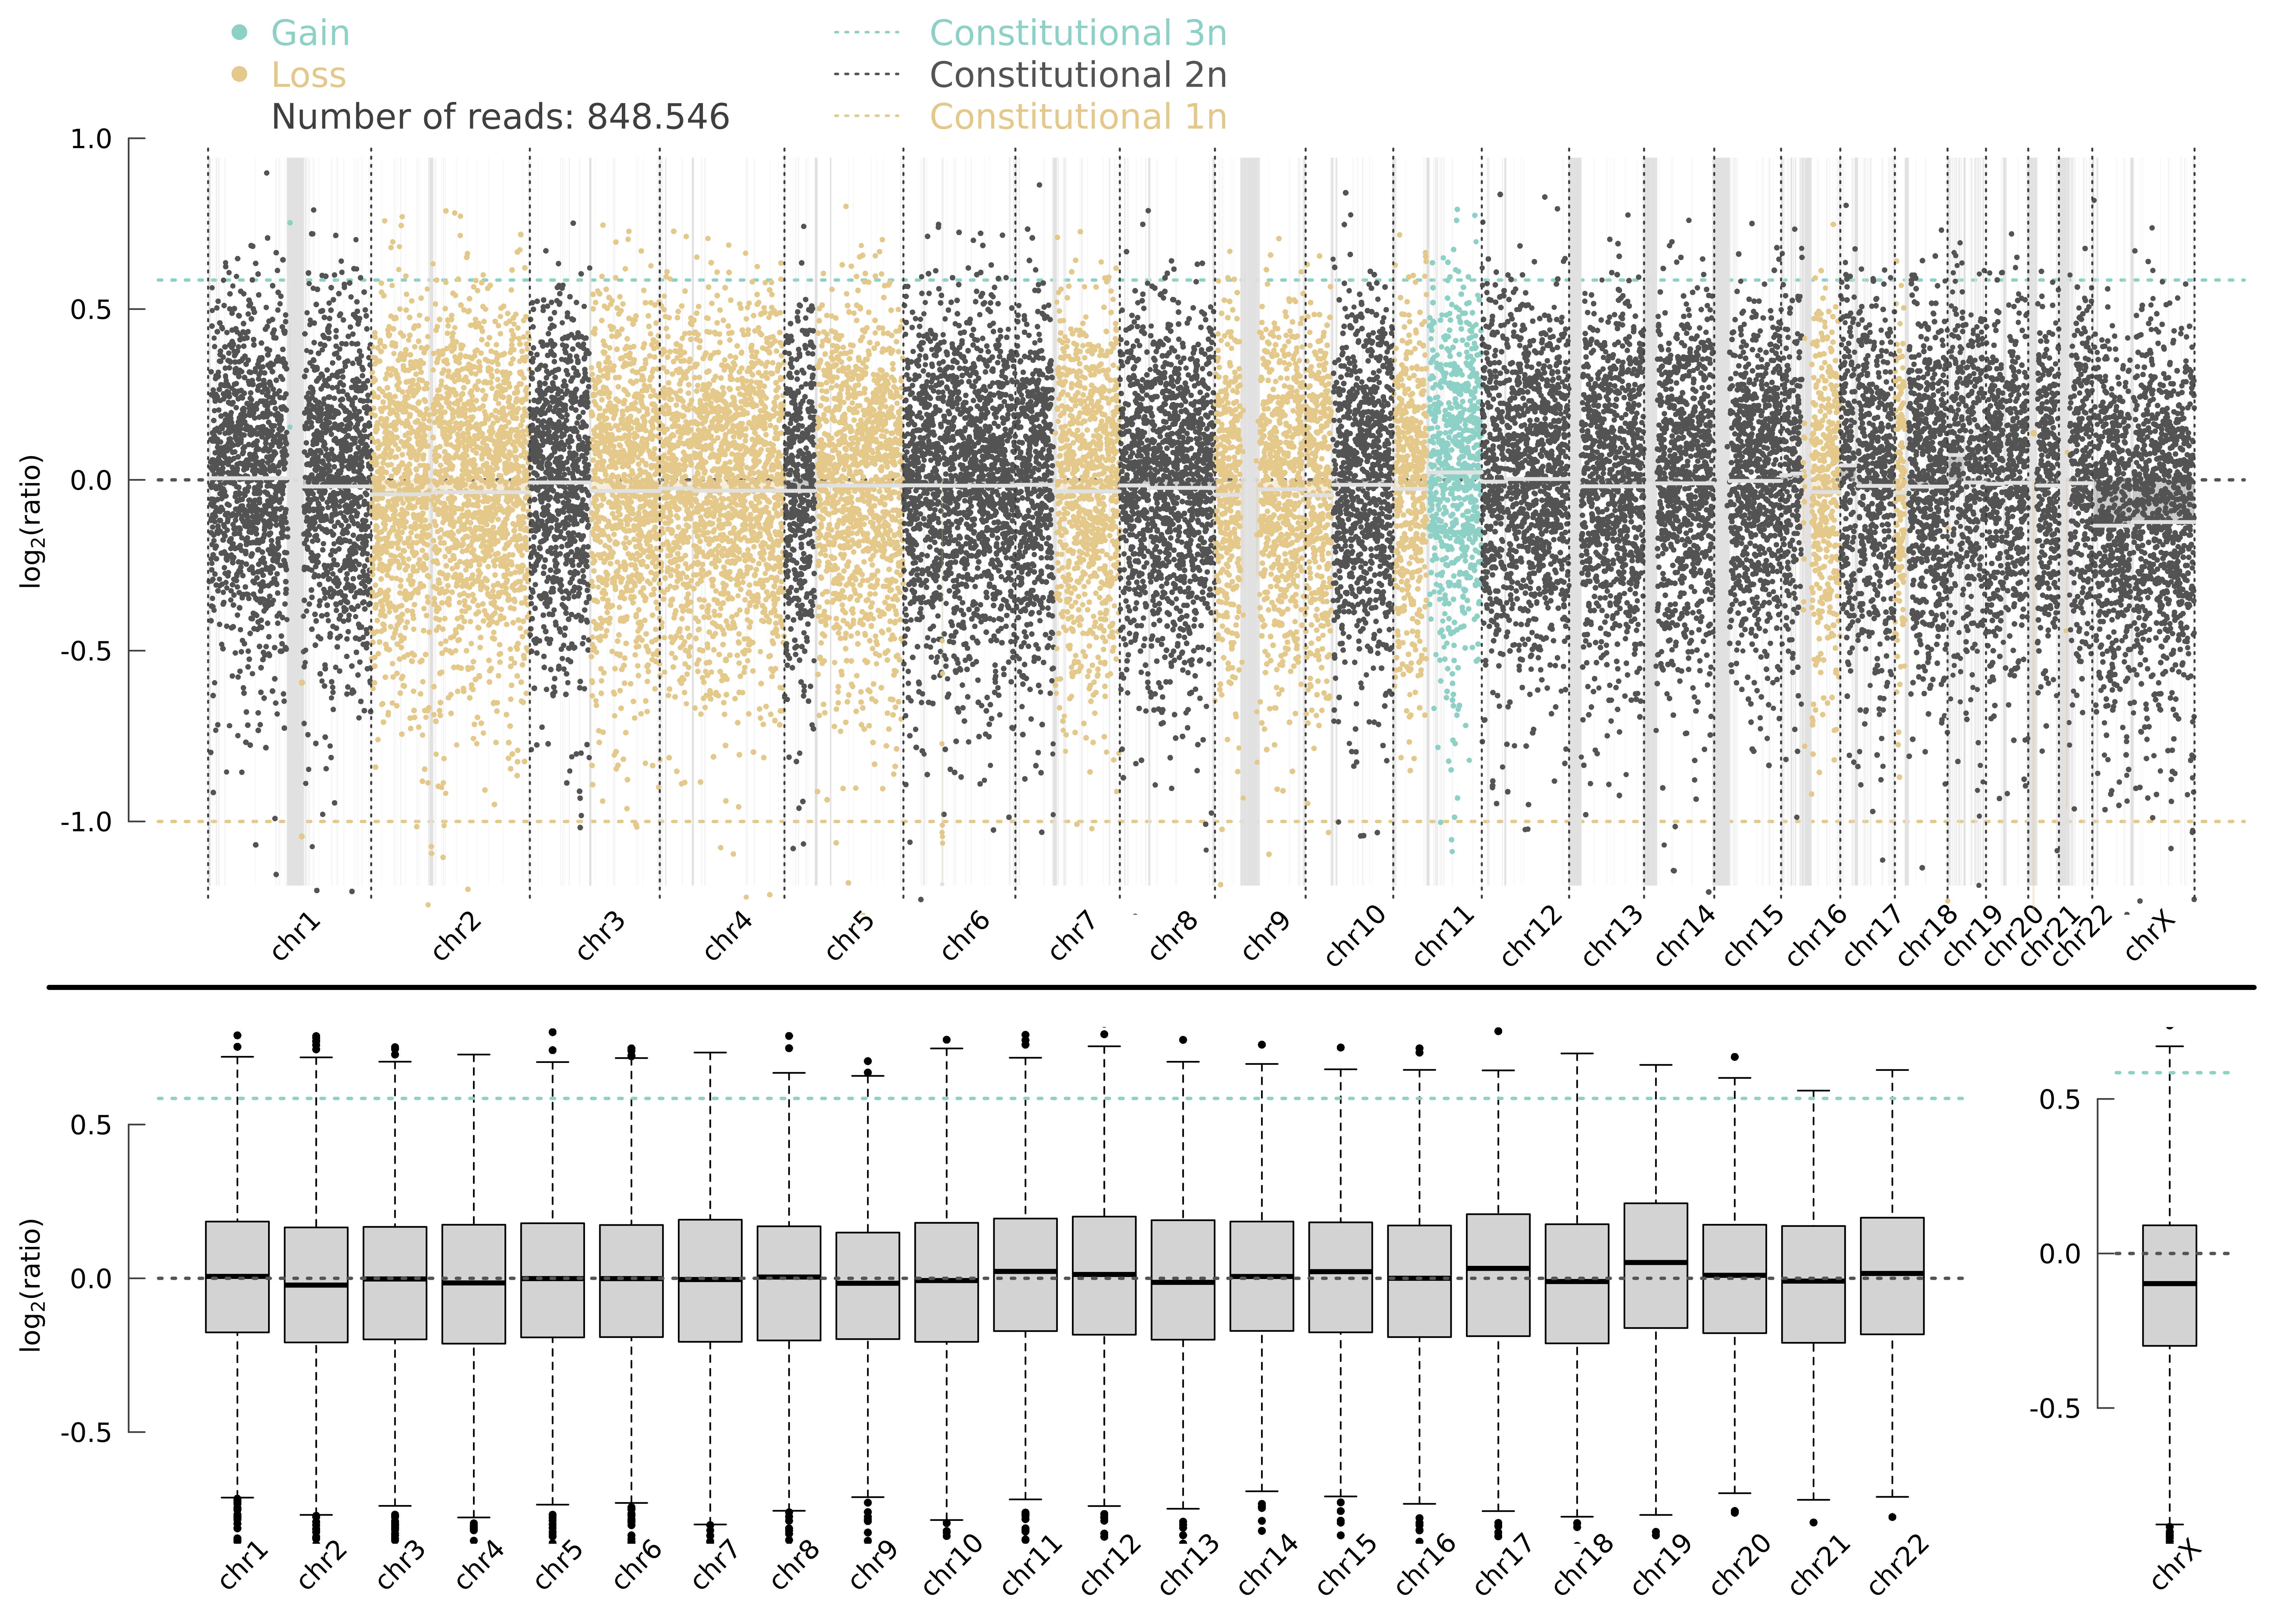 Gain
Constitutional 3n
Loss
Constitutional 2n
Number of reads: 848.546
Constitutional 1n
1.0
0.5
0.0
-0.5
-1.0
log2(ratio)
chr1 chr2 chr3 chr4 chr5 chr6 chr7 chr8 chr9 chr10 chr11 chr12 chr13 chr14 chr15 chr16 chr17 chr18 chr19 chr20 chr21 chr22 chrX
0.5
0.0
-0.5
log2(ratio)
chr1 chr2 chr3 chr4 chr5 chr6 chr7 chr8 chr9 chr10 chr11 chr12 chr13 chr14 chr15 chr16 chr17 chr18 chr19 chr20 chr21 chr22
0.5
0.0
-0.5
chrX